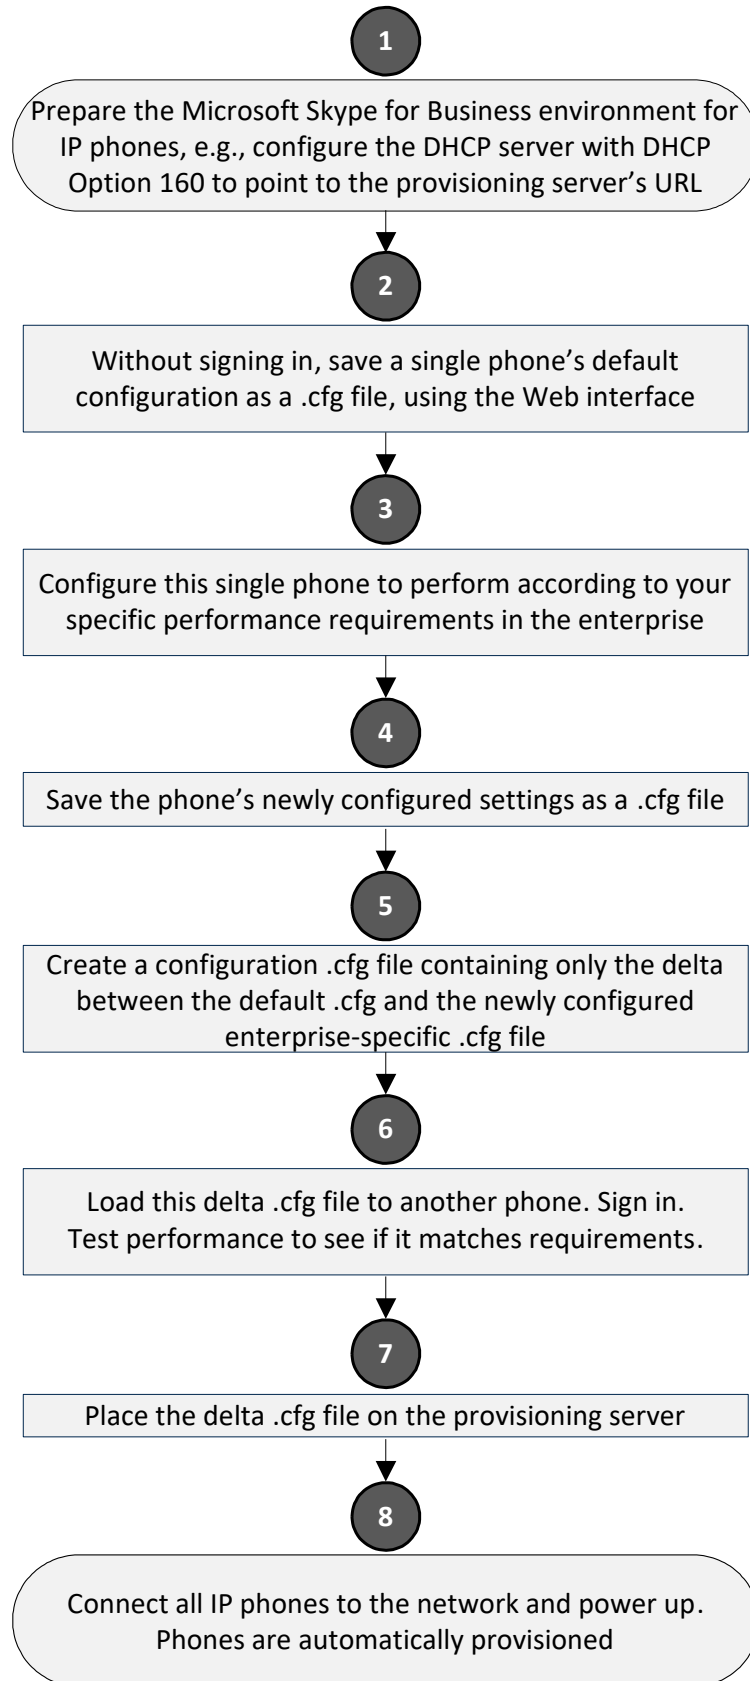 1
Prepare the Microsoft Skype for Business environment for
IP phones, e.g., configure the DHCP server with DHCP
Option 160 to point to the provisioning server’s URL
2
Without signing in, save a single phone’s default
configuration as a .cfg file, using the Web interface
3
Configure this single phone to perform according to your
specific performance requirements in the enterprise
4
Save the phone’s newly configured settings as a .cfg file
5
Create a configuration .cfg file containing only the delta
between the default .cfg and the newly configured
enterprise-specific .cfg file
6
Load this delta .cfg file to another phone. Sign in.
Test performance to see if it matches requirements.
7
Place the delta .cfg file on the provisioning server
8
Connect all IP phones to the network and power up.
Phones are automatically provisioned